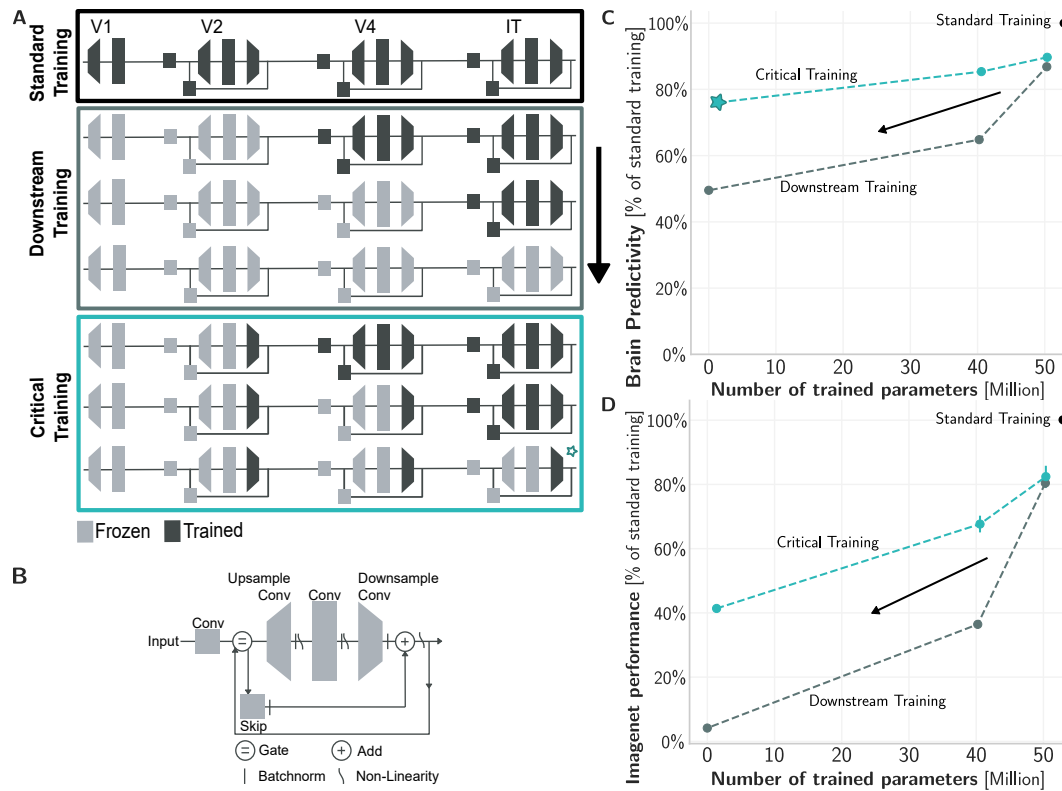 A
V1 V2 V4 IT
Standard
Training
Downstream
Training
Critical
Training
Frozen Trained
B
Upsample Downsample
Conv Conv Conv
Conv
Input
=
+
Skip
= Gate + Add
Batchnorm Non-Linearity
C
Brain Predictivity [% of standard training]
100%
80%
60%
40%
20%
0%
Standard Training
Critical Training
Downstream Training
0 10 20 30 40 50
Number of trained parameters [Million]
D
Imagenet performance [% of standard training]
100%
80%
60%
40%
20%
0%
Standard Training
Critical Training
Downstream Training
0 10 20 30 40 50
Number of trained parameters [Million]